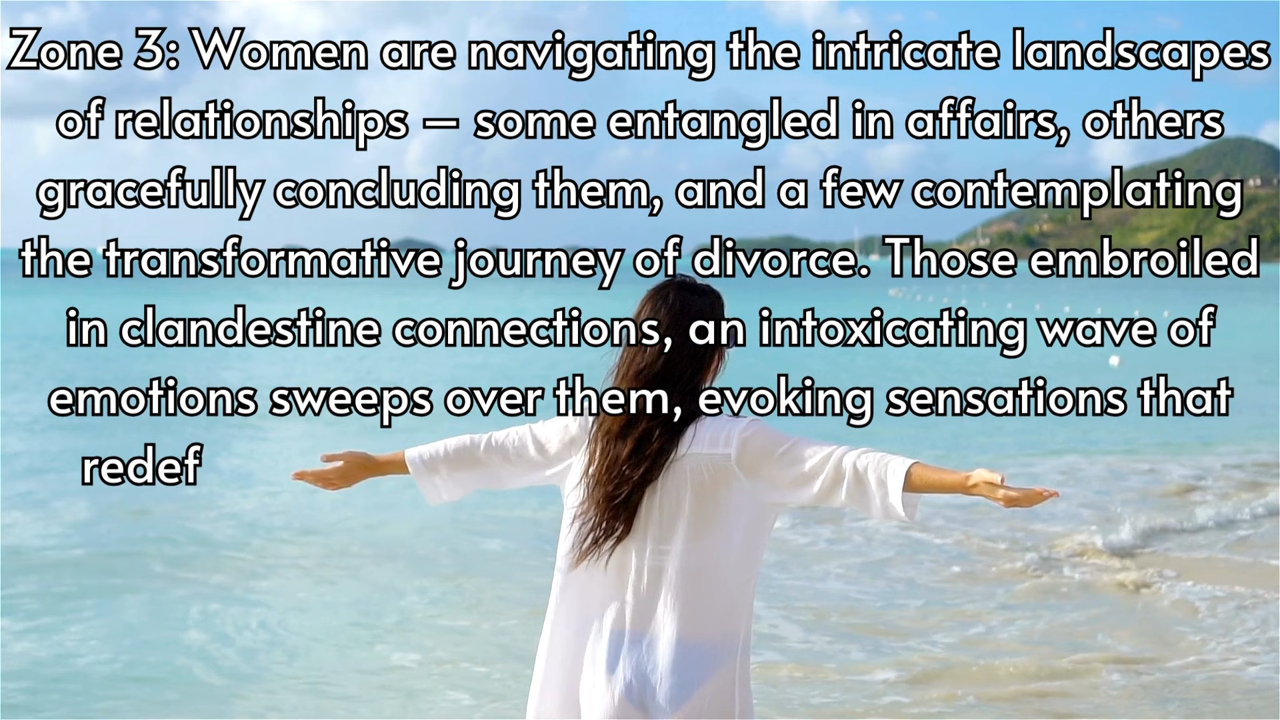 Zone 3: Women are navigating the intricate landscapes
of relationships – some entangled in affairs, others
gracefully concluding them, and a few contemplating
the transformative journey of divorce. Those embroiled
in clandestine connections, an intoxicating wave of
emotions sweeps over them, evoking sensations that
redef